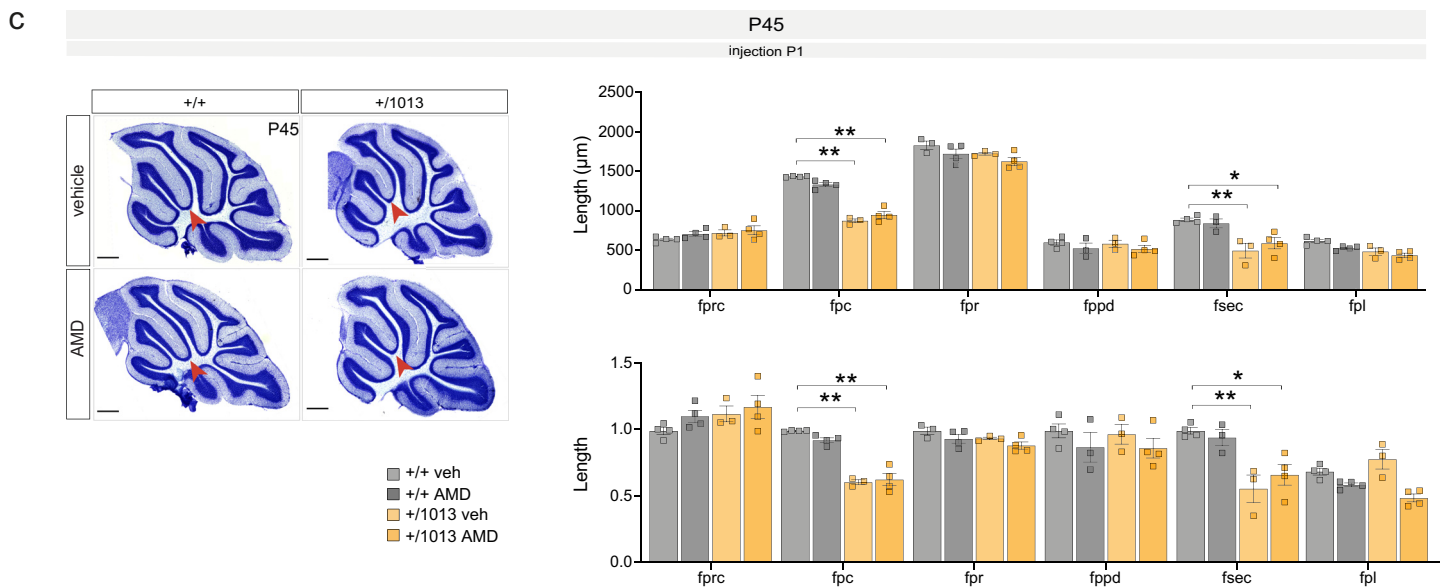 C
P45
injection P1
+/+
+/1013
vehicle
P45
AMD
+/+ veh
+/+ AMD
+/1013 veh
+/1013 AMD
Length (µm)
2500
2000
1500
1000
500
0
**
**
*
**
fprc
fpc
fpr
fppd
fsec
fpl
Length
1.5
1.0
0.5
0.0
**
**
*
**
fprc
fpc
fpr
fppd
fsec
fpl